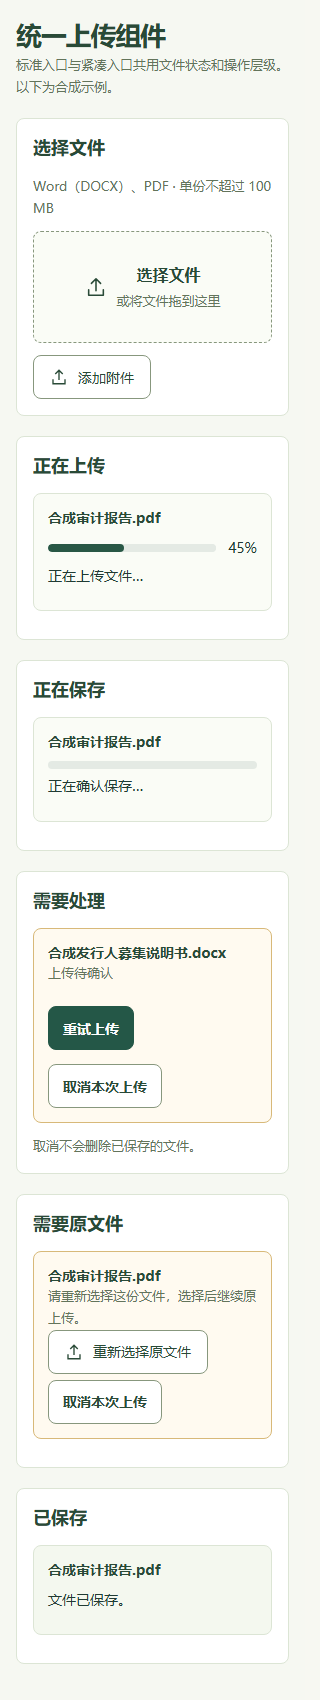 统一上传组件
标准入口与紧凑入口共用文件状态和操作层级。
以下为合成示例。
选择文件
Word（DOCX）、PDF · 单份不超过 100
MB
选择文件
或将文件拖到这里
添加附件
正在上传
合成审计报告.pdf
45%
正在上传文件...
正在保存
合成审计报告.pdf
正在确认保存...
需要处理
合成发行人募集说明书.docx
上传待确认
重试上传
取消本次上传
取消不会删除已保存的文件。
需要原文件
合成审计报告.pdf
请重新选择这份文件，选择后继续原
上传。
重新选择原文件
取消本次上传
已保存
合成审计报告.pdf
文件已保存。